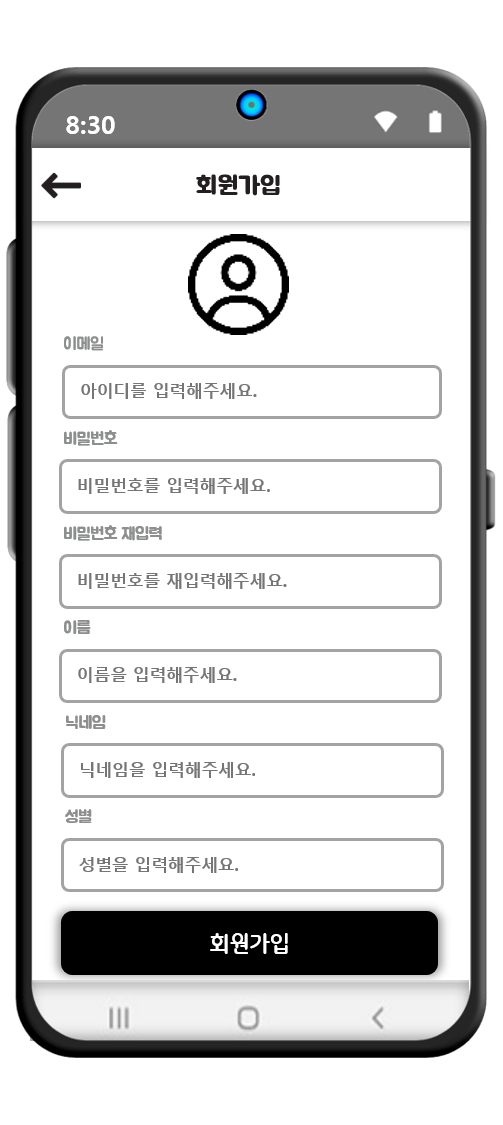 8:30
회원가입
이메일
아이디를 입력해주세요.
비밀번호
비밀번호를 입력해주세요.
비밀번호 재입력
비밀번호를 재입력해주세요.
이름
이름을 입력해주세요.
닉네임
닉네임을 입력해주세요.
성별
성별을 입력해주세요.
회원가입